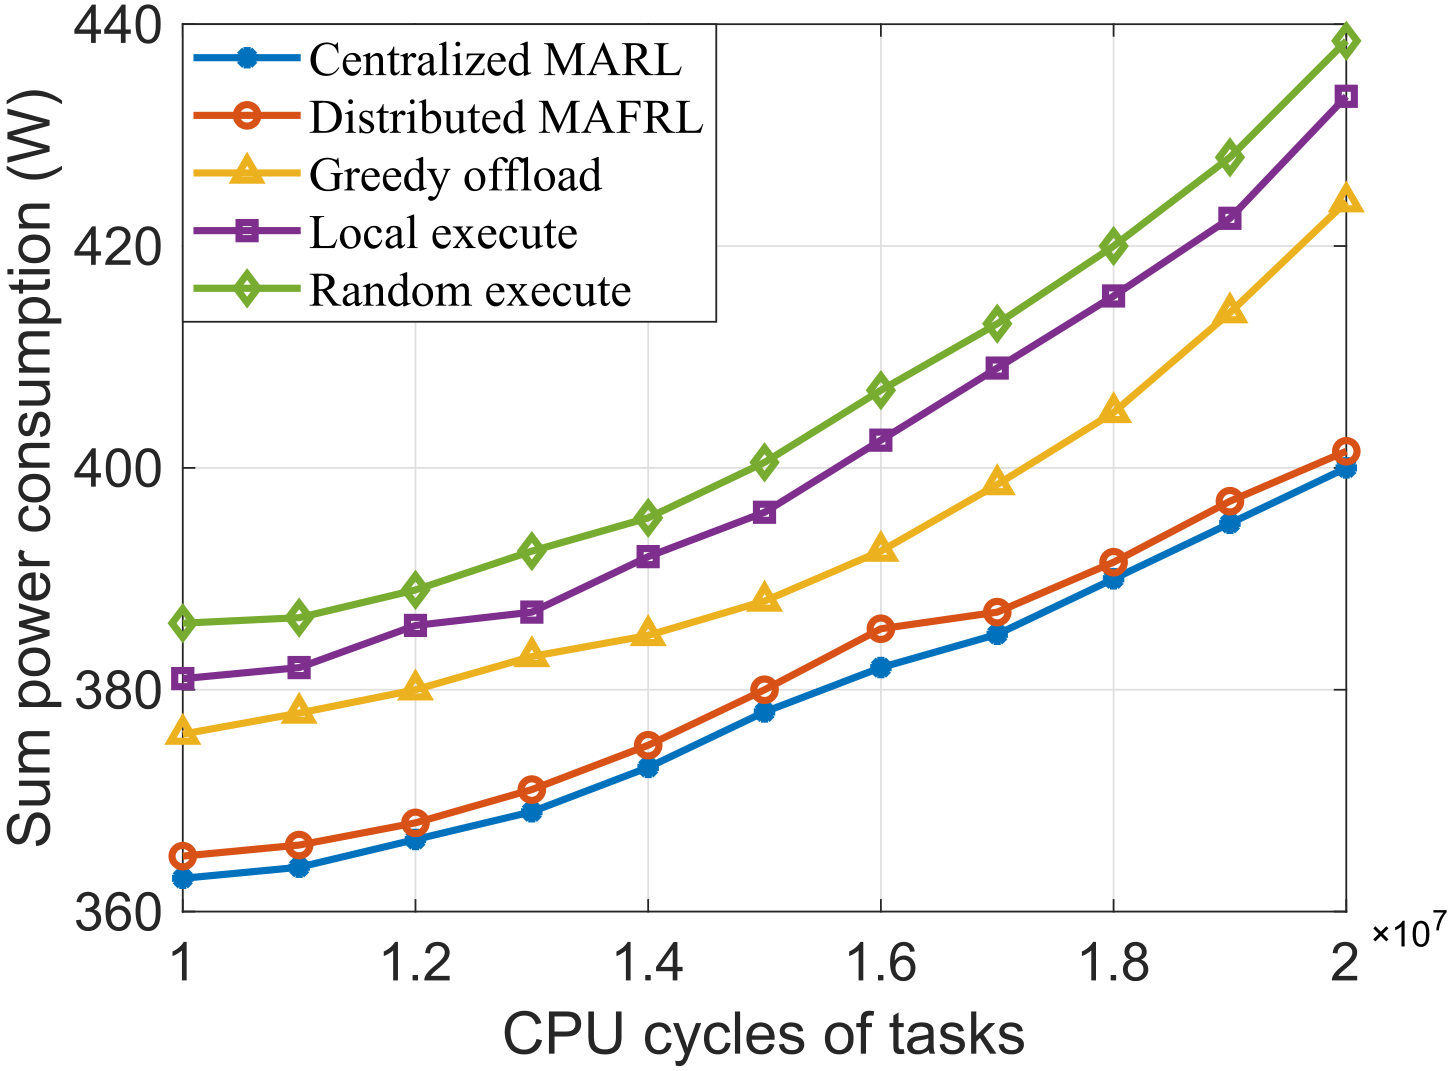 Sum power consumption (W)
440
420
400
380
360
Centralized MARL
Distributed MAFRL
Greedy offload
Local execute
Random execute
1 1.2 1.4 1.6 1.8 2
×10⁷
CPU cycles of tasks